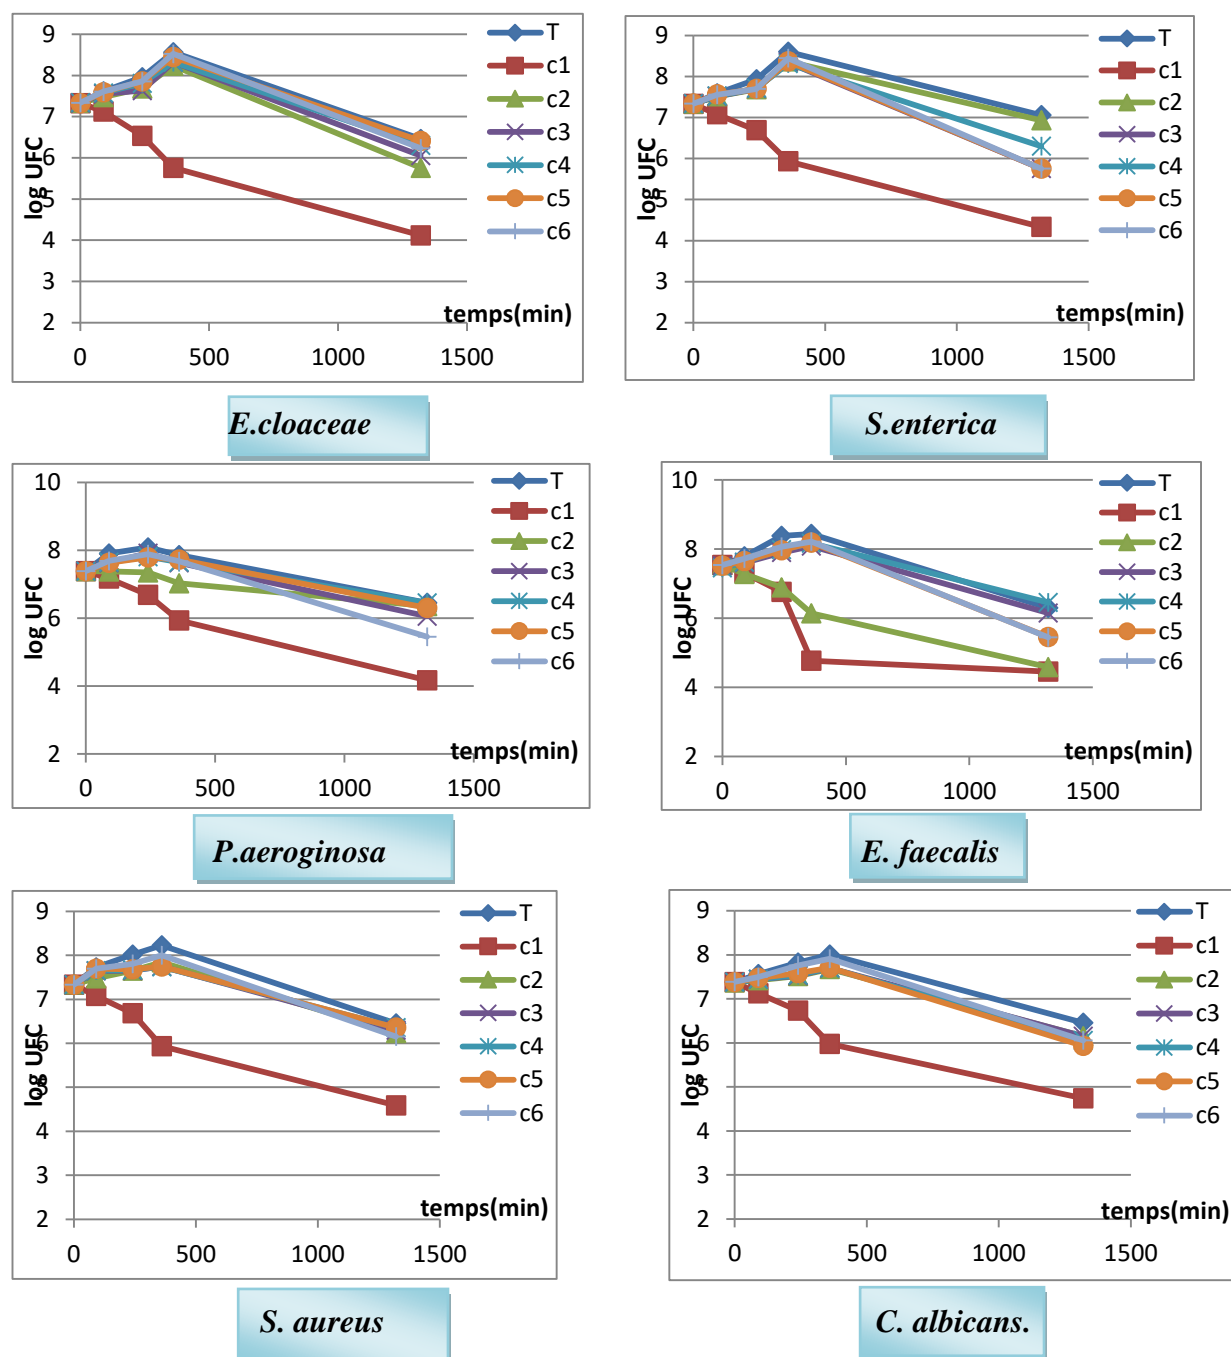 9
8
7
6
5
4
3
2
0
500
1000
1500
log UFC
temps(min)
T
c1
c2
c3
c4
c5
c6
E.cloaceae
9
8
7
6
5
4
3
2
0
500
1000
1500
log UFC
temps(min)
T
c1
c2
c3
c4
c5
c6
S.enterica
10
8
6
4
2
0
500
1000
1500
log UFC
temps(min)
T
c1
c2
c3
c4
c5
c6
P.aeroginosa
10
8
6
4
2
0
500
1000
1500
log UFC
temps(min)
T
c1
c2
c3
c4
c5
c6
E. faecalis
9
8
7
6
5
4
3
2
0
500
1000
1500
log UFC
temps(min)
T
c1
c2
c3
c4
c5
c6
S. aureus
9
8
7
6
5
4
3
2
0
500
1000
1500
log UFC
temps(min)
T
c1
c2
c3
c4
c5
c6
C. albicans.